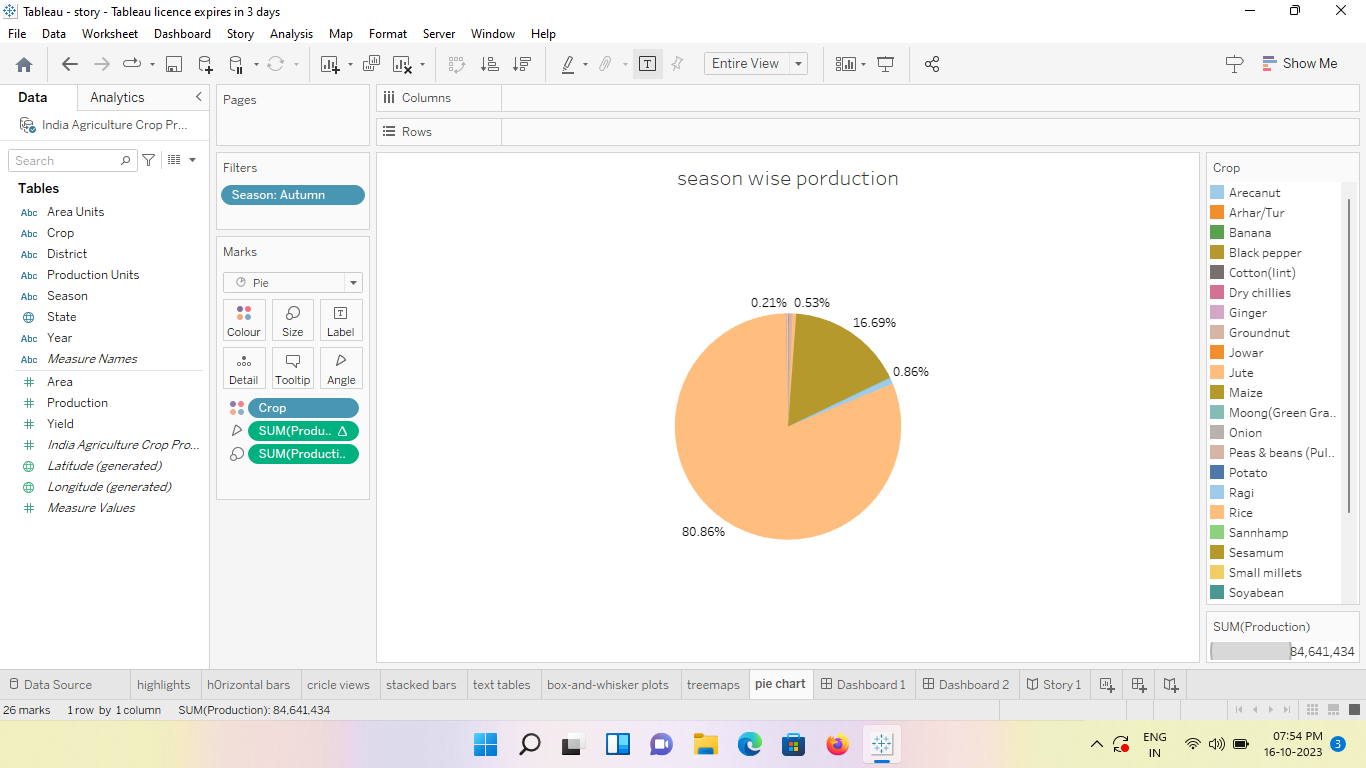 Tableau - story - Tableau licence expires in 3 days
File Data Worksheet Dashboard Story Analysis Map Format Server Window Help
Entire View
Show Me
Data Analytics
India Agriculture Crop Pr...
Search
Tables
Abc Area Units
Abc Crop
Abc District
Abc Production Units
Abc Season
State
Abc Year
Abc Measure Names
Area
Production
Yield
India Agriculture Crop Pro...
Latitude (generated)
Longitude (generated)
Measure Values
Pages
Filters
Season: Autumn
Marks
Pie
Colour Size Label
Detail Tooltip Angle
Crop
SUM(Produ..
SUM(Producti..
Columns
Rows
season wise porduction
0.21% 0.53%
16.69%
0.86%
80.86%
Crop
Arecanut
Arhar/Tur
Banana
Black pepper
Cotton(lint)
Dry chillies
Ginger
Groundnut
Jowar
Jute
Maize
Moong(Green Gra..
Onion
Peas & beans (Pul..
Potato
Ragi
Rice
Sannhamp
Sesamum
Small millets
Soyabean
SUM(Production)
84,641,434
Data Source highlights h0rizontal bars cricle views stacked bars text tables box-and-whisker plots treemaps pie chart Dashboard 1 Dashboard 2 Story 1
26 marks 1 row by 1 column SUM(Production): 84,641,434
ENG
IN
07:54 PM
16-10-2023
3